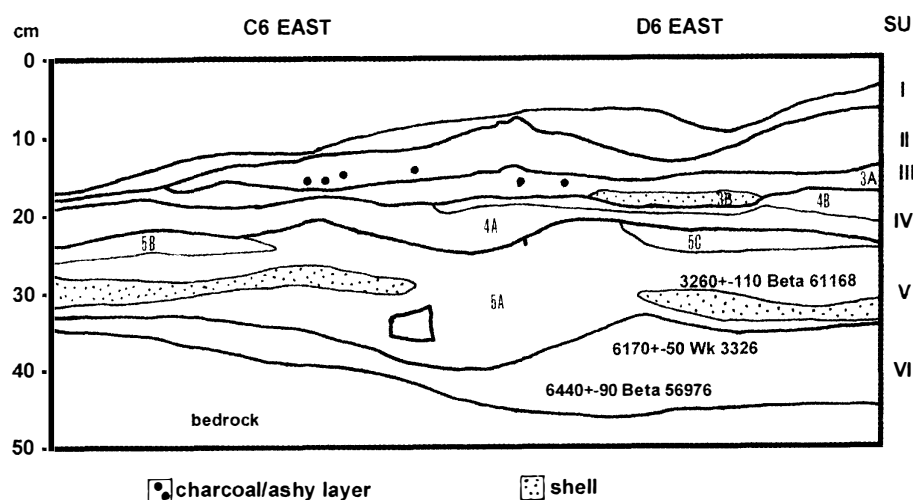 C6 EAST D6 EAST SU
cm
0
I
10
II
III
3A
3B 4B
20
4A IV
5B 5C
3260+-110 Beta 61168
30 5A V
6170+-50 Wk 3326
40 VI
6440+-90 Beta 56976
bedrock
50
charcoal/ashy layer shell